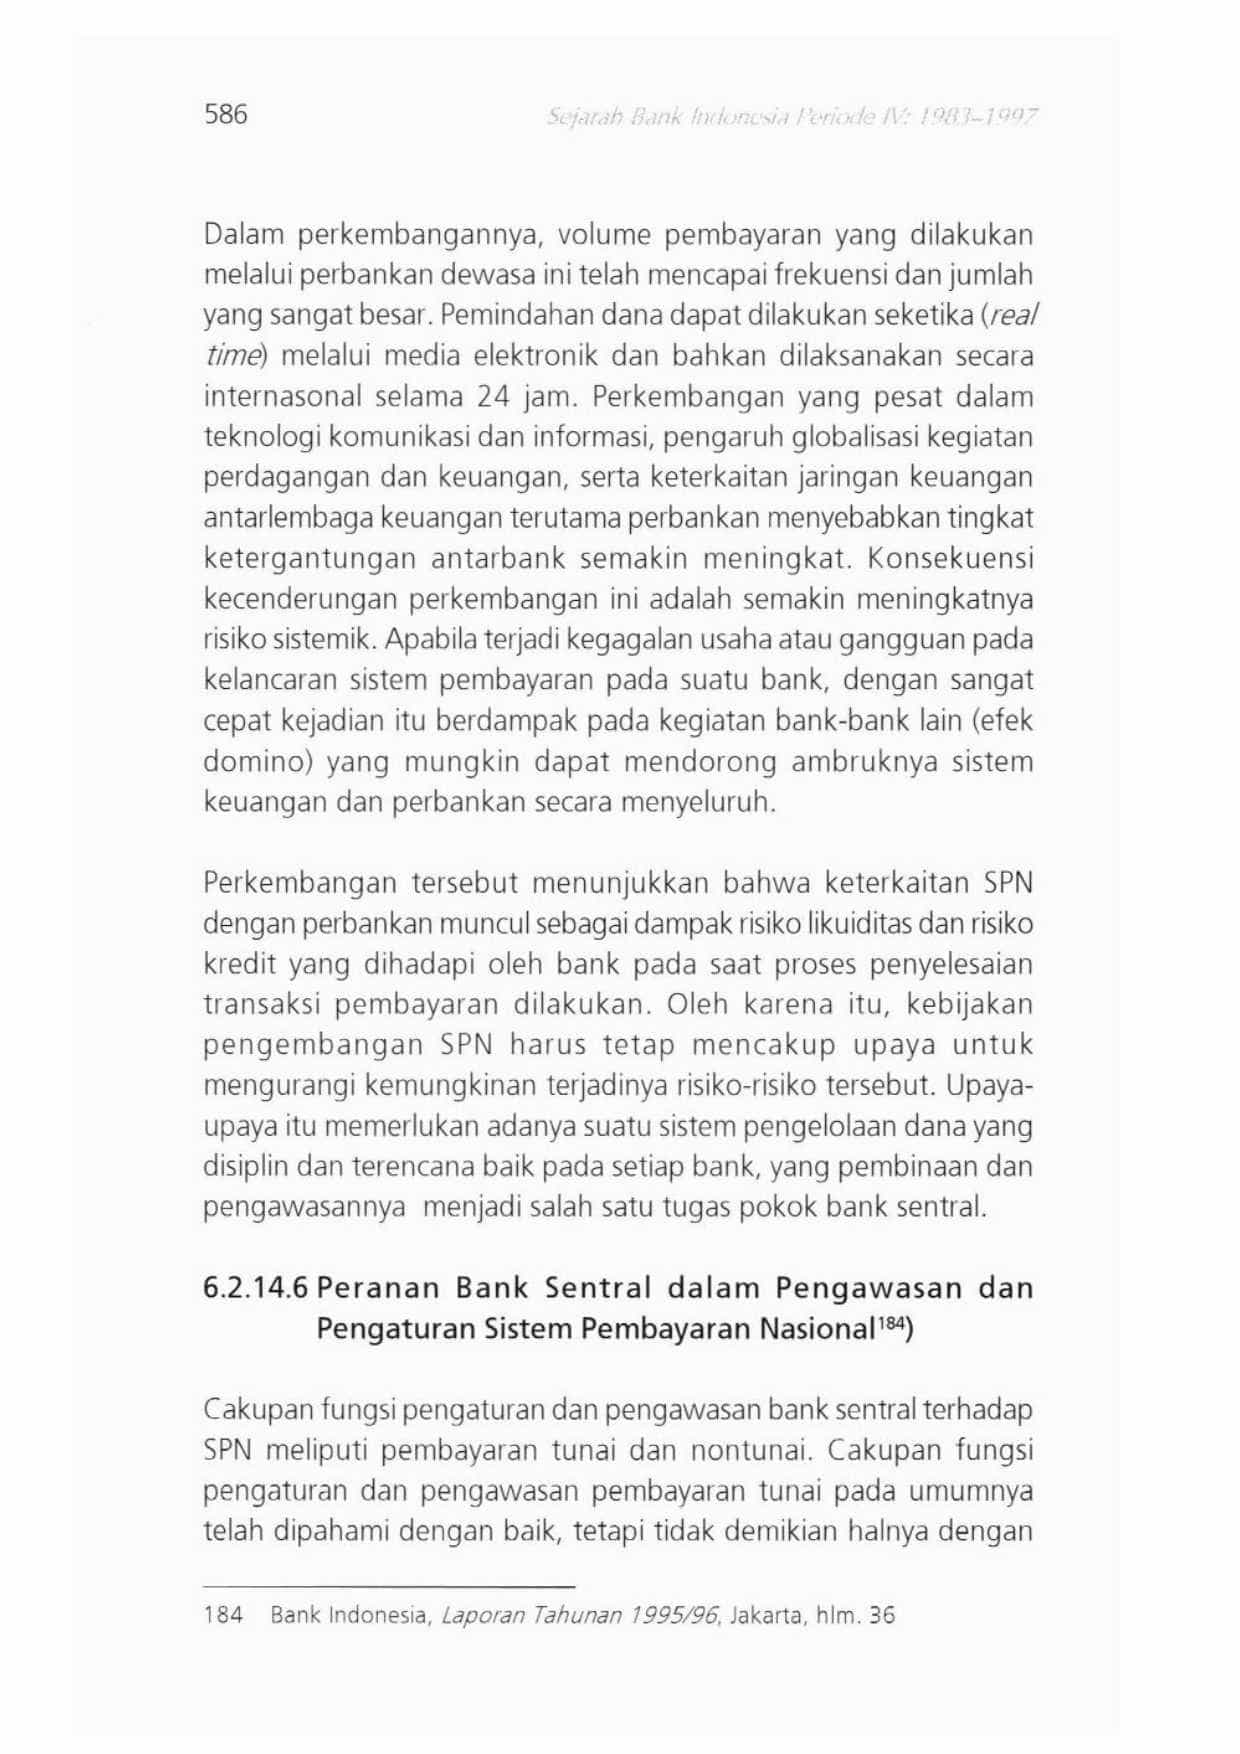 586
Sejarah Bank Indonesia Periode IV: 1983–1997
Dalam perkembangannya, volume pembayaran yang dilakukan
melalui perbankan dewasa ini telah mencapai frekuensi dan jumlah
yang sangat besar. Pemindahan dana dapat dilakukan seketika (real
time) melalui media elektronik dan bahkan dilaksanakan secara
internasonal selama 24 jam. Perkembangan yang pesat dalam
teknologi komunikasi dan informasi, pengaruh globalisasi kegiatan
perdagangan dan keuangan, serta keterkaitan jaringan keuangan
antarlembaga keuangan terutama perbankan menyebabkan tingkat
ketergantungan antarbank semakin meningkat. Konsekuensi
kecenderungan perkembangan ini adalah semakin meningkatnya
risiko sistemik. Apabila terjadi kegagalan usaha atau gangguan pada
kelancaran sistem pembayaran pada suatu bank, dengan sangat
cepat kejadian itu berdampak pada kegiatan bank-bank lain (efek
domino) yang mungkin dapat mendorong ambruknya sistem
keuangan dan perbankan secara menyeluruh.
Perkembangan tersebut menunjukkan bahwa keterkaitan SPN
dengan perbankan muncul sebagai dampak risiko likuiditas dan risiko
kredit yang dihadapi oleh bank pada saat proses penyelesaian
transaksi pembayaran dilakukan. Oleh karena itu, kebijakan
pengembangan SPN harus tetap mencakup upaya untuk
mengurangi kemungkinan terjadinya risiko-risiko tersebut. Upaya-
upaya itu memerlukan adanya suatu sistem pengelolaan dana yang
disiplin dan terencana baik pada setiap bank, yang pembinaan dan
pengawasannya menjadi salah satu tugas pokok bank sentral.
6.2.14.6 Peranan Bank Sentral dalam Pengawasan dan
Pengaturan Sistem Pembayaran Nasional¹⁸⁴)
Cakupan fungsi pengaturan dan pengawasan bank sentral terhadap
SPN meliputi pembayaran tunai dan nontunai. Cakupan fungsi
pengaturan dan pengawasan pembayaran tunai pada umumnya
telah dipahami dengan baik, tetapi tidak demikian halnya dengan
184 Bank Indonesia, Laporan Tahunan 1995/96, Jakarta, hlm. 36